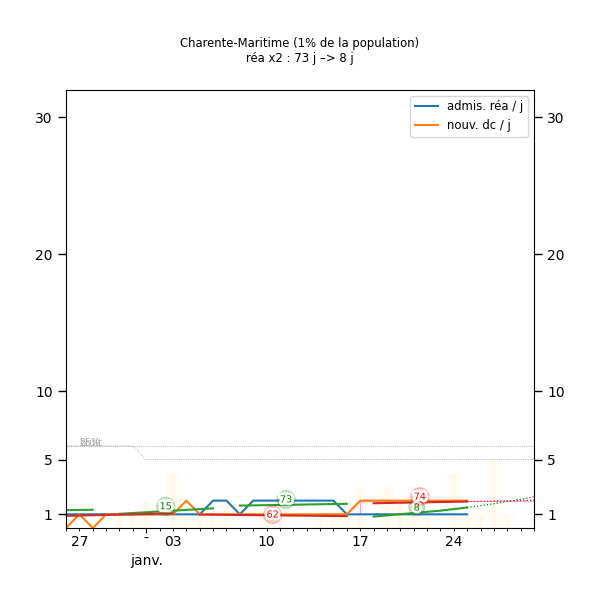 Charente-Maritime (1% de la population)
réa x2 : 73 j –> 8 j
admis. réa / j
nouv. dc / j
30 30
20 20
10 10
5 5
1 1
15 73 62 74 8
27 - 03 10 17 24
janv.